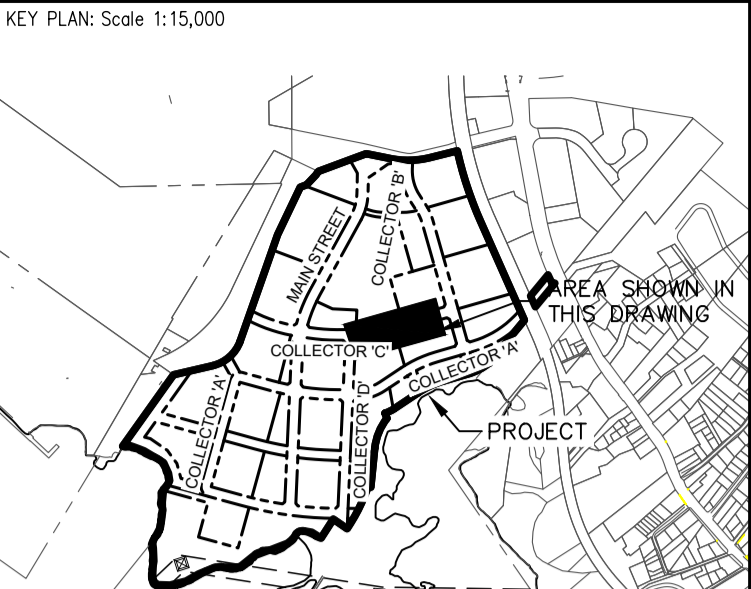 KEY PLAN: Scale 1:15,000
COLLECTOR 'B'
MAIN STREET
AREA SHOWN IN
THIS DRAWING
COLLECTOR 'C'
COLLECTOR 'A'
COLLECTOR 'A'
COLLECTOR 'D'
PROJECT